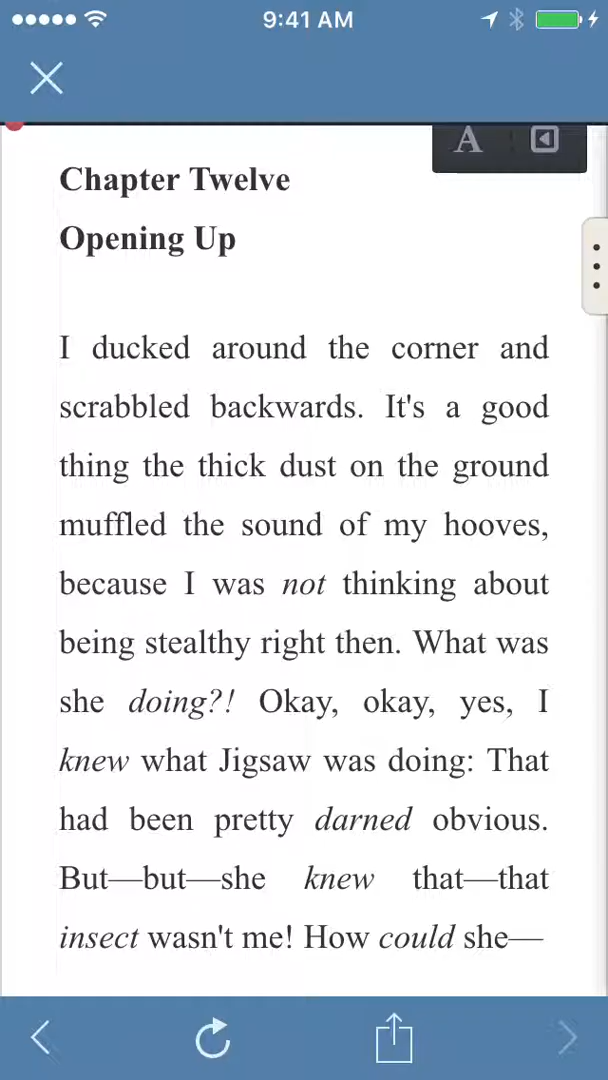 9:41 AM
A
Chapter Twelve
Opening Up
I ducked around the corner and
scrabbled backwards. It's a good
thing the thick dust on the ground
muffled the sound of my hooves,
because I was not thinking about
being stealthy right then. What was
she doing?! Okay, okay, yes, I
knew what Jigsaw was doing: That
had been pretty darned obvious.
But—but—she knew that—that
insect wasn't me! How could she—